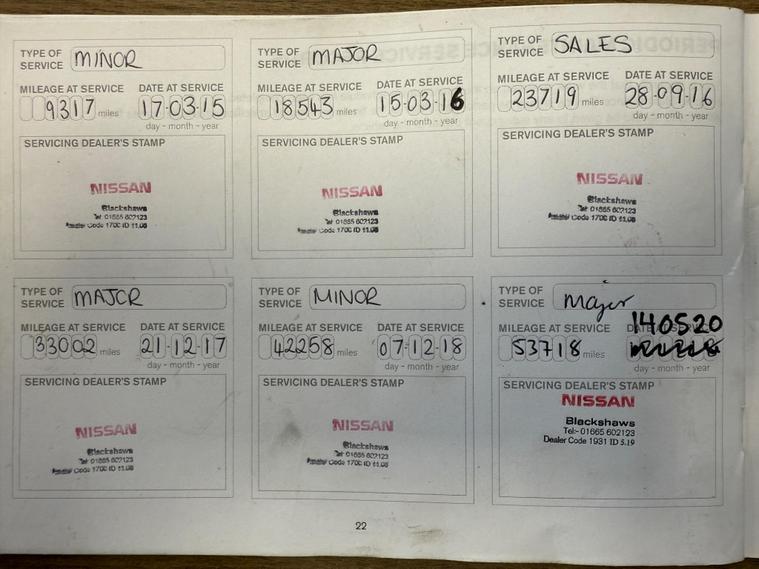 TYPE OF SERVICE MINOR
MILEAGE AT SERVICE DATE AT SERVICE
9317 miles 17-03-15
day - month - year
SERVICING DEALER'S STAMP
NISSAN
Blackshaws
Tel: 01665 602123
Dealer Code 1700 ID 11.08
TYPE OF SERVICE MAJOR
MILEAGE AT SERVICE DATE AT SERVICE
18543 miles 15-03-16
day - month - year
SERVICING DEALER'S STAMP
NISSAN
Blackshaws
Tel: 01665 602123
Code 1700 ID 11.08
TYPE OF SERVICE SALES
MILEAGE AT SERVICE DATE AT SERVICE
23719 miles 28-09-16
day - month - year
SERVICING DEALER'S STAMP
NISSAN
Blackshaws
Tel: 01665 602123
Code 1700 ID 11.08
TYPE OF SERVICE MAJOR
MILEAGE AT SERVICE DATE AT SERVICE
33002 miles 21-12-17
day - month - year
SERVICING DEALER'S STAMP
NISSAN
Blackshaws
Tel: 01665 602123
Code 1700 ID 11.08
TYPE OF SERVICE MINOR
MILEAGE AT SERVICE DATE AT SERVICE
42258 miles 07-12-18
day - month - year
SERVICING DEALER'S STAMP
NISSAN
Blackshaws
Tel: 01665 602123
Code 1700 ID 11.08
TYPE OF SERVICE major
140520
MILEAGE AT SERVICE
53718 miles
day - month - year
SERVICING DEALER'S STAMP
NISSAN
Blackshaws
Tel:- 01665 602123
Dealer Code 1931 ID 5.19
22